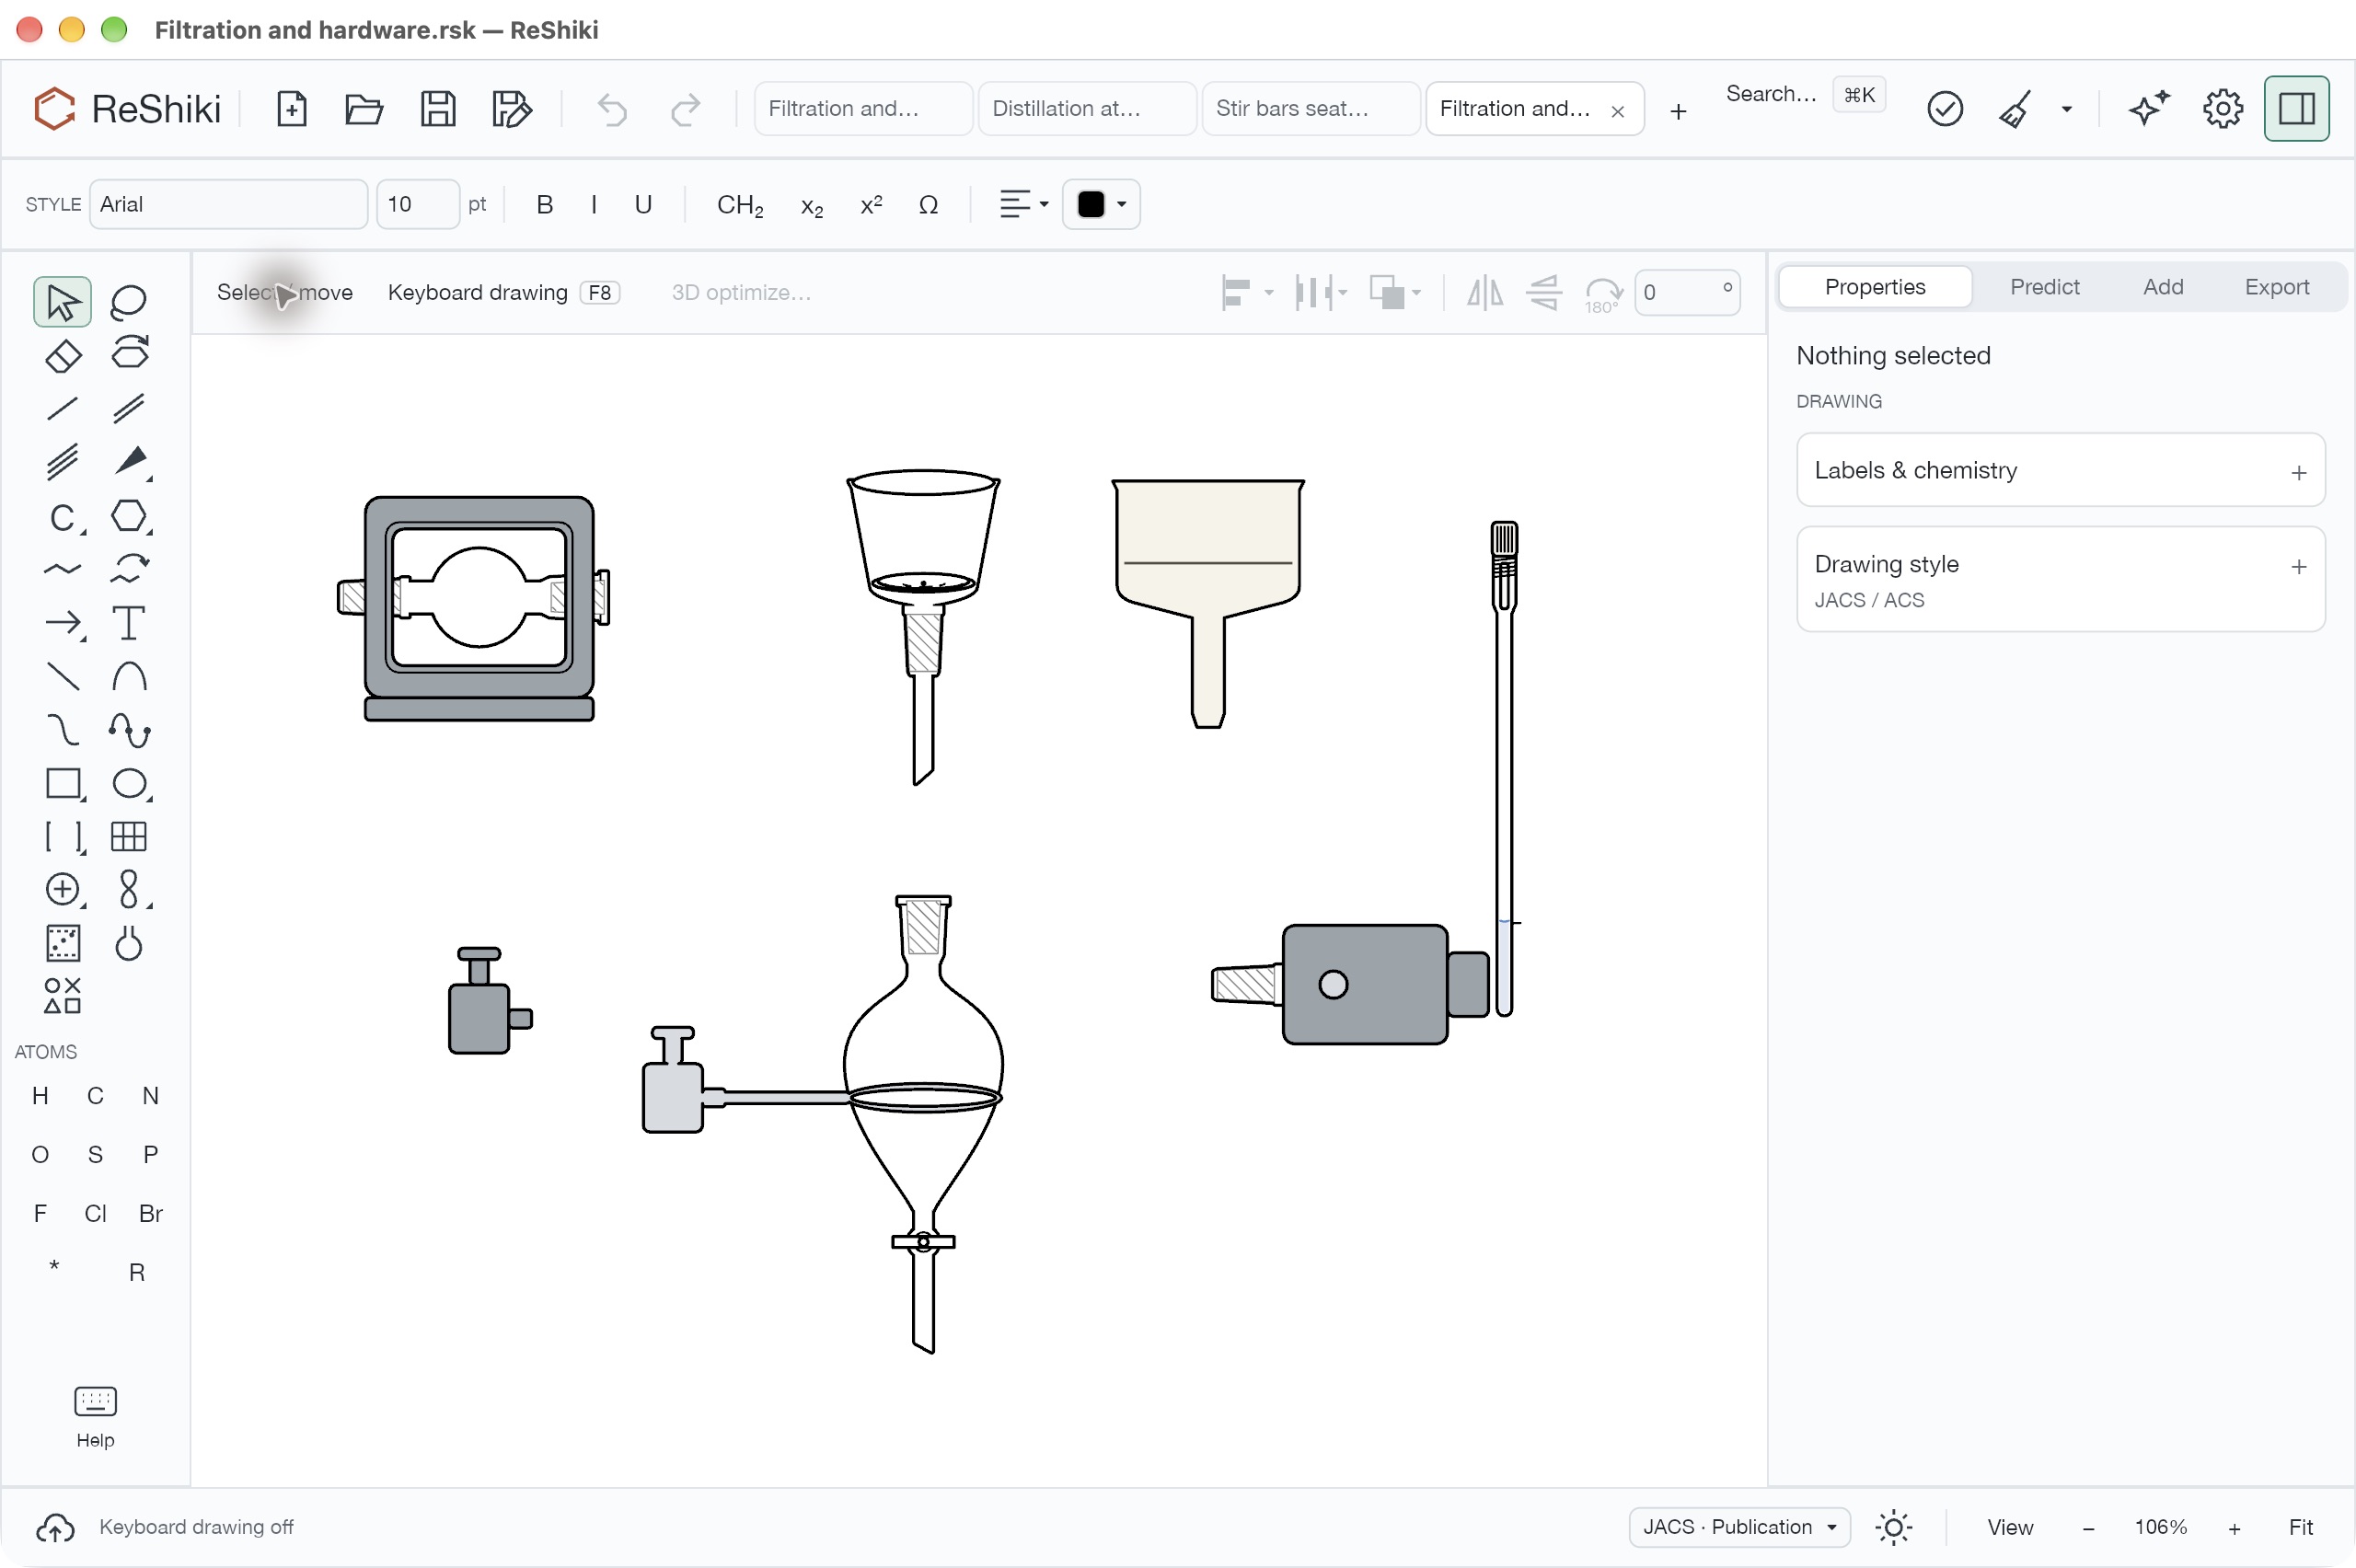 Filtration and hardware.rsk — ReShiki
ReShiki
Filtration and...
Distillation at...
Stir bars seat...
Filtration and... ×
+
Search... ⌘K
STYLE Arial 10 pt B I U CH₂ x₂ x² Ω
Select / move Keyboard drawing F8 3D optimize... 180° 0 °
Properties Predict Add Export
Nothing selected
DRAWING
Labels & chemistry +
Drawing style +
JACS / ACS
C
T
ATOMS
H C N
O S P
F Cl Br
* R
Help
Keyboard drawing off
JACS · Publication
View − 106% + Fit